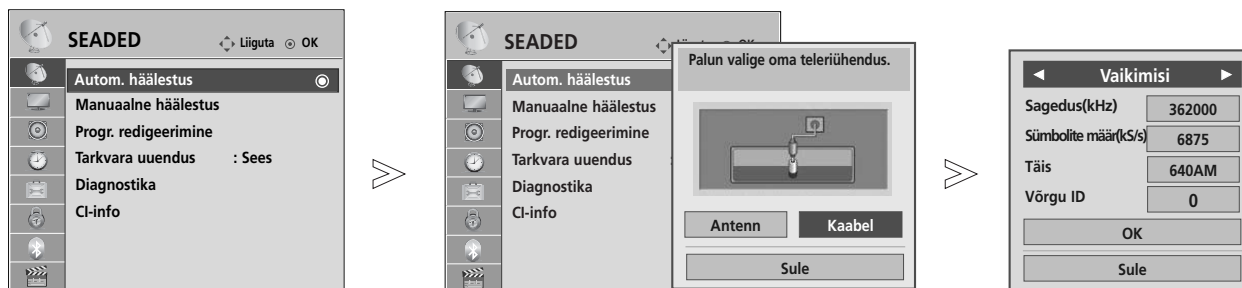 SEADED
Liiguta
OK
Autom. häälestus
Manuaalne häälestus
Progr. redigeerimine
Tarkvara uuendus : Sees
Diagnostika
CI-info
SEADED
Autom. häälestus
Manuaalne häälestus
Progr. redigeerimine
Tarkvara uuendus :
Diagnostika
CI-info
Palun valige oma teleriühendus.
Antenn
Kaabel
Sule
Vaikimisi
Sagedus(kHz) 362000
Sümbolite määr(kS/s) 6875
Täis 640AM
Võrgu ID 0
OK
Sule